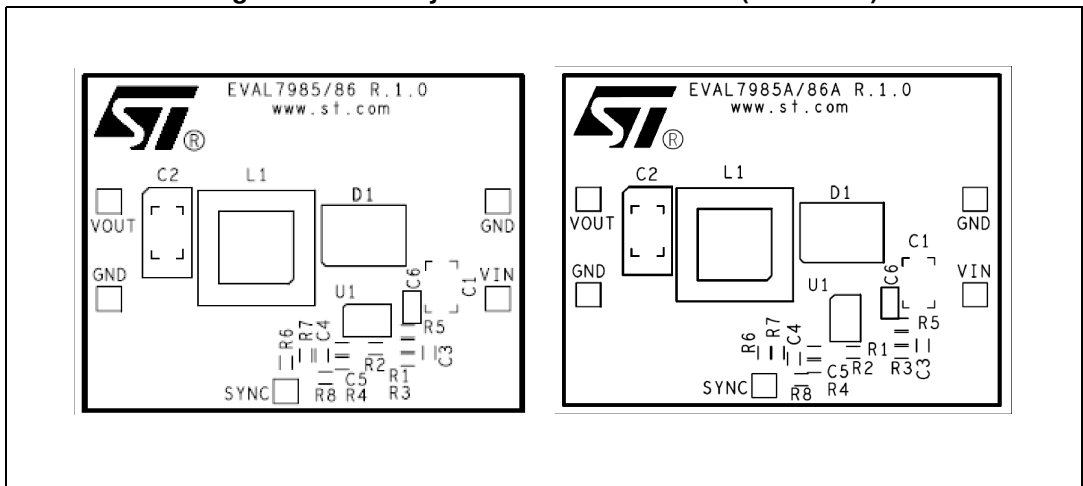 EVAL7985/86 R.1.0
www.st.com
ST®
C2
L1
D1
VOUT
GND
GND
VIN
C6
C1
U1
R6
R7
C4
R5
R2
C3
C5
R1
SYNC
R8
R4
R3
EVAL7985A/86A R.1.0
www.st.com
ST®
C2
L1
D1
VOUT
GND
C1
GND
VIN
C6
U1
R6
R7
C4
R5
R1
C3
C5
R2
R3
SYNC
R8
R4